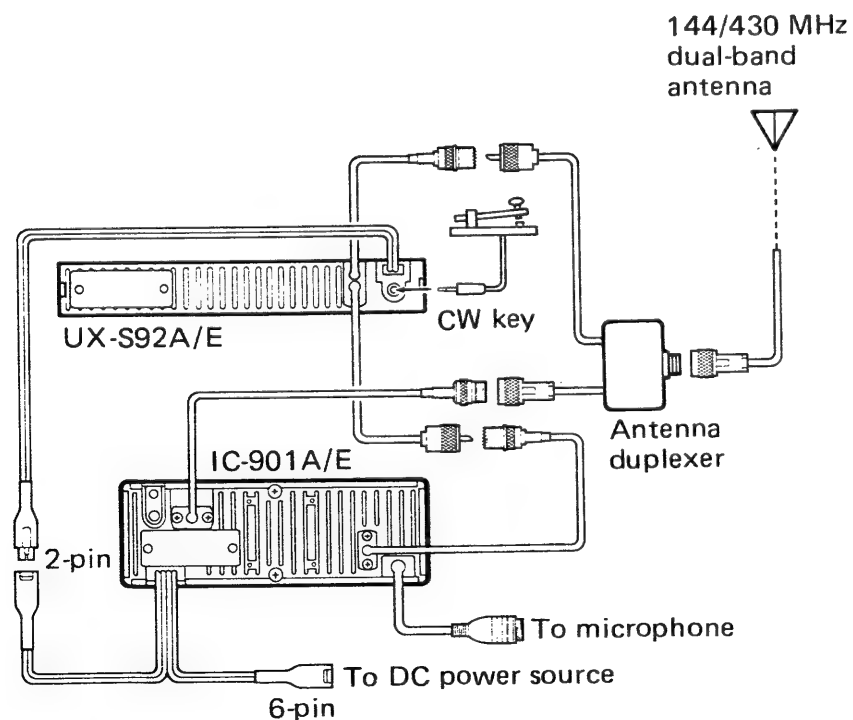 144/430 MHz
dual-band
antenna
UX-S92A/E
CW key
Antenna
duplexer
IC-901A/E
2-pin
To microphone
To DC power source
6-pin